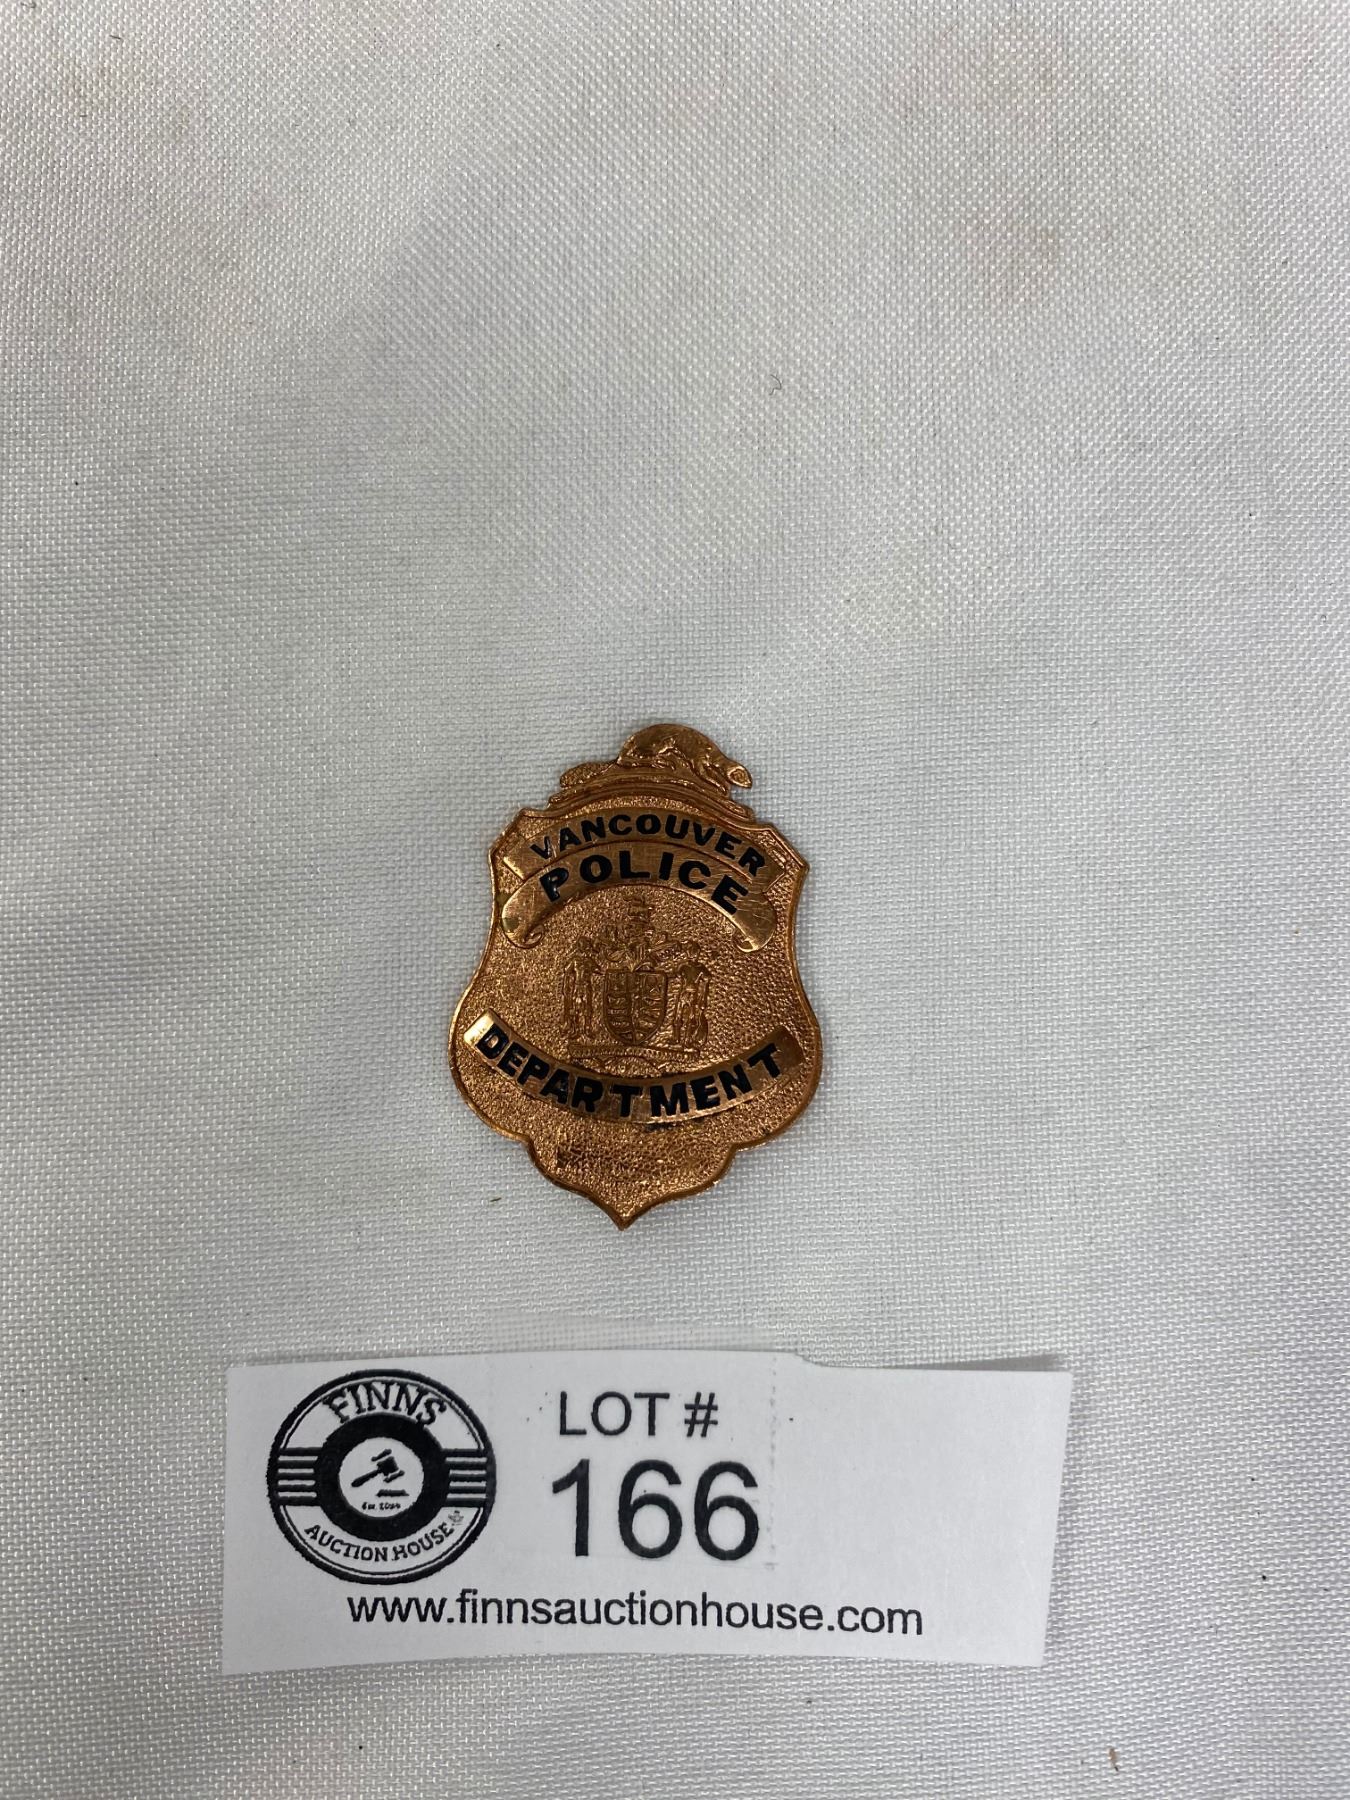 VANCOUVER
POLICE
DEPARTMENT
FINNS
AUCTION HOUSE
LOT #
166
www.finnsauctionhouse.com